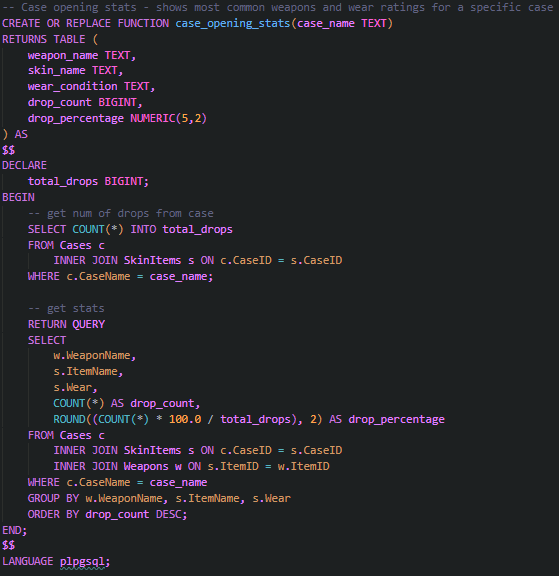 -- Case opening stats - shows most common weapons and wear ratings for a specific case
CREATE OR REPLACE FUNCTION case_opening_stats(case_name TEXT)
RETURNS TABLE (
    weapon_name TEXT,
    skin_name TEXT,
    wear_condition TEXT,
    drop_count BIGINT,
    drop_percentage NUMERIC(5,2)
) AS
$$
DECLARE
    total_drops BIGINT;
BEGIN
    -- get num of drops from case
    SELECT COUNT(*) INTO total_drops
    FROM Cases c
        INNER JOIN SkinItems s ON c.CaseID = s.CaseID
    WHERE c.CaseName = case_name;

    -- get stats
    RETURN QUERY
    SELECT
        w.WeaponName,
        s.ItemName,
        s.Wear,
        COUNT(*) AS drop_count,
        ROUND((COUNT(*) * 100.0 / total_drops), 2) AS drop_percentage
    FROM Cases c
        INNER JOIN SkinItems s ON c.CaseID = s.CaseID
        INNER JOIN Weapons w ON s.ItemID = w.ItemID
    WHERE c.CaseName = case_name
    GROUP BY w.WeaponName, s.ItemName, s.Wear
    ORDER BY drop_count DESC;
END;
$$
LANGUAGE plpgsql;